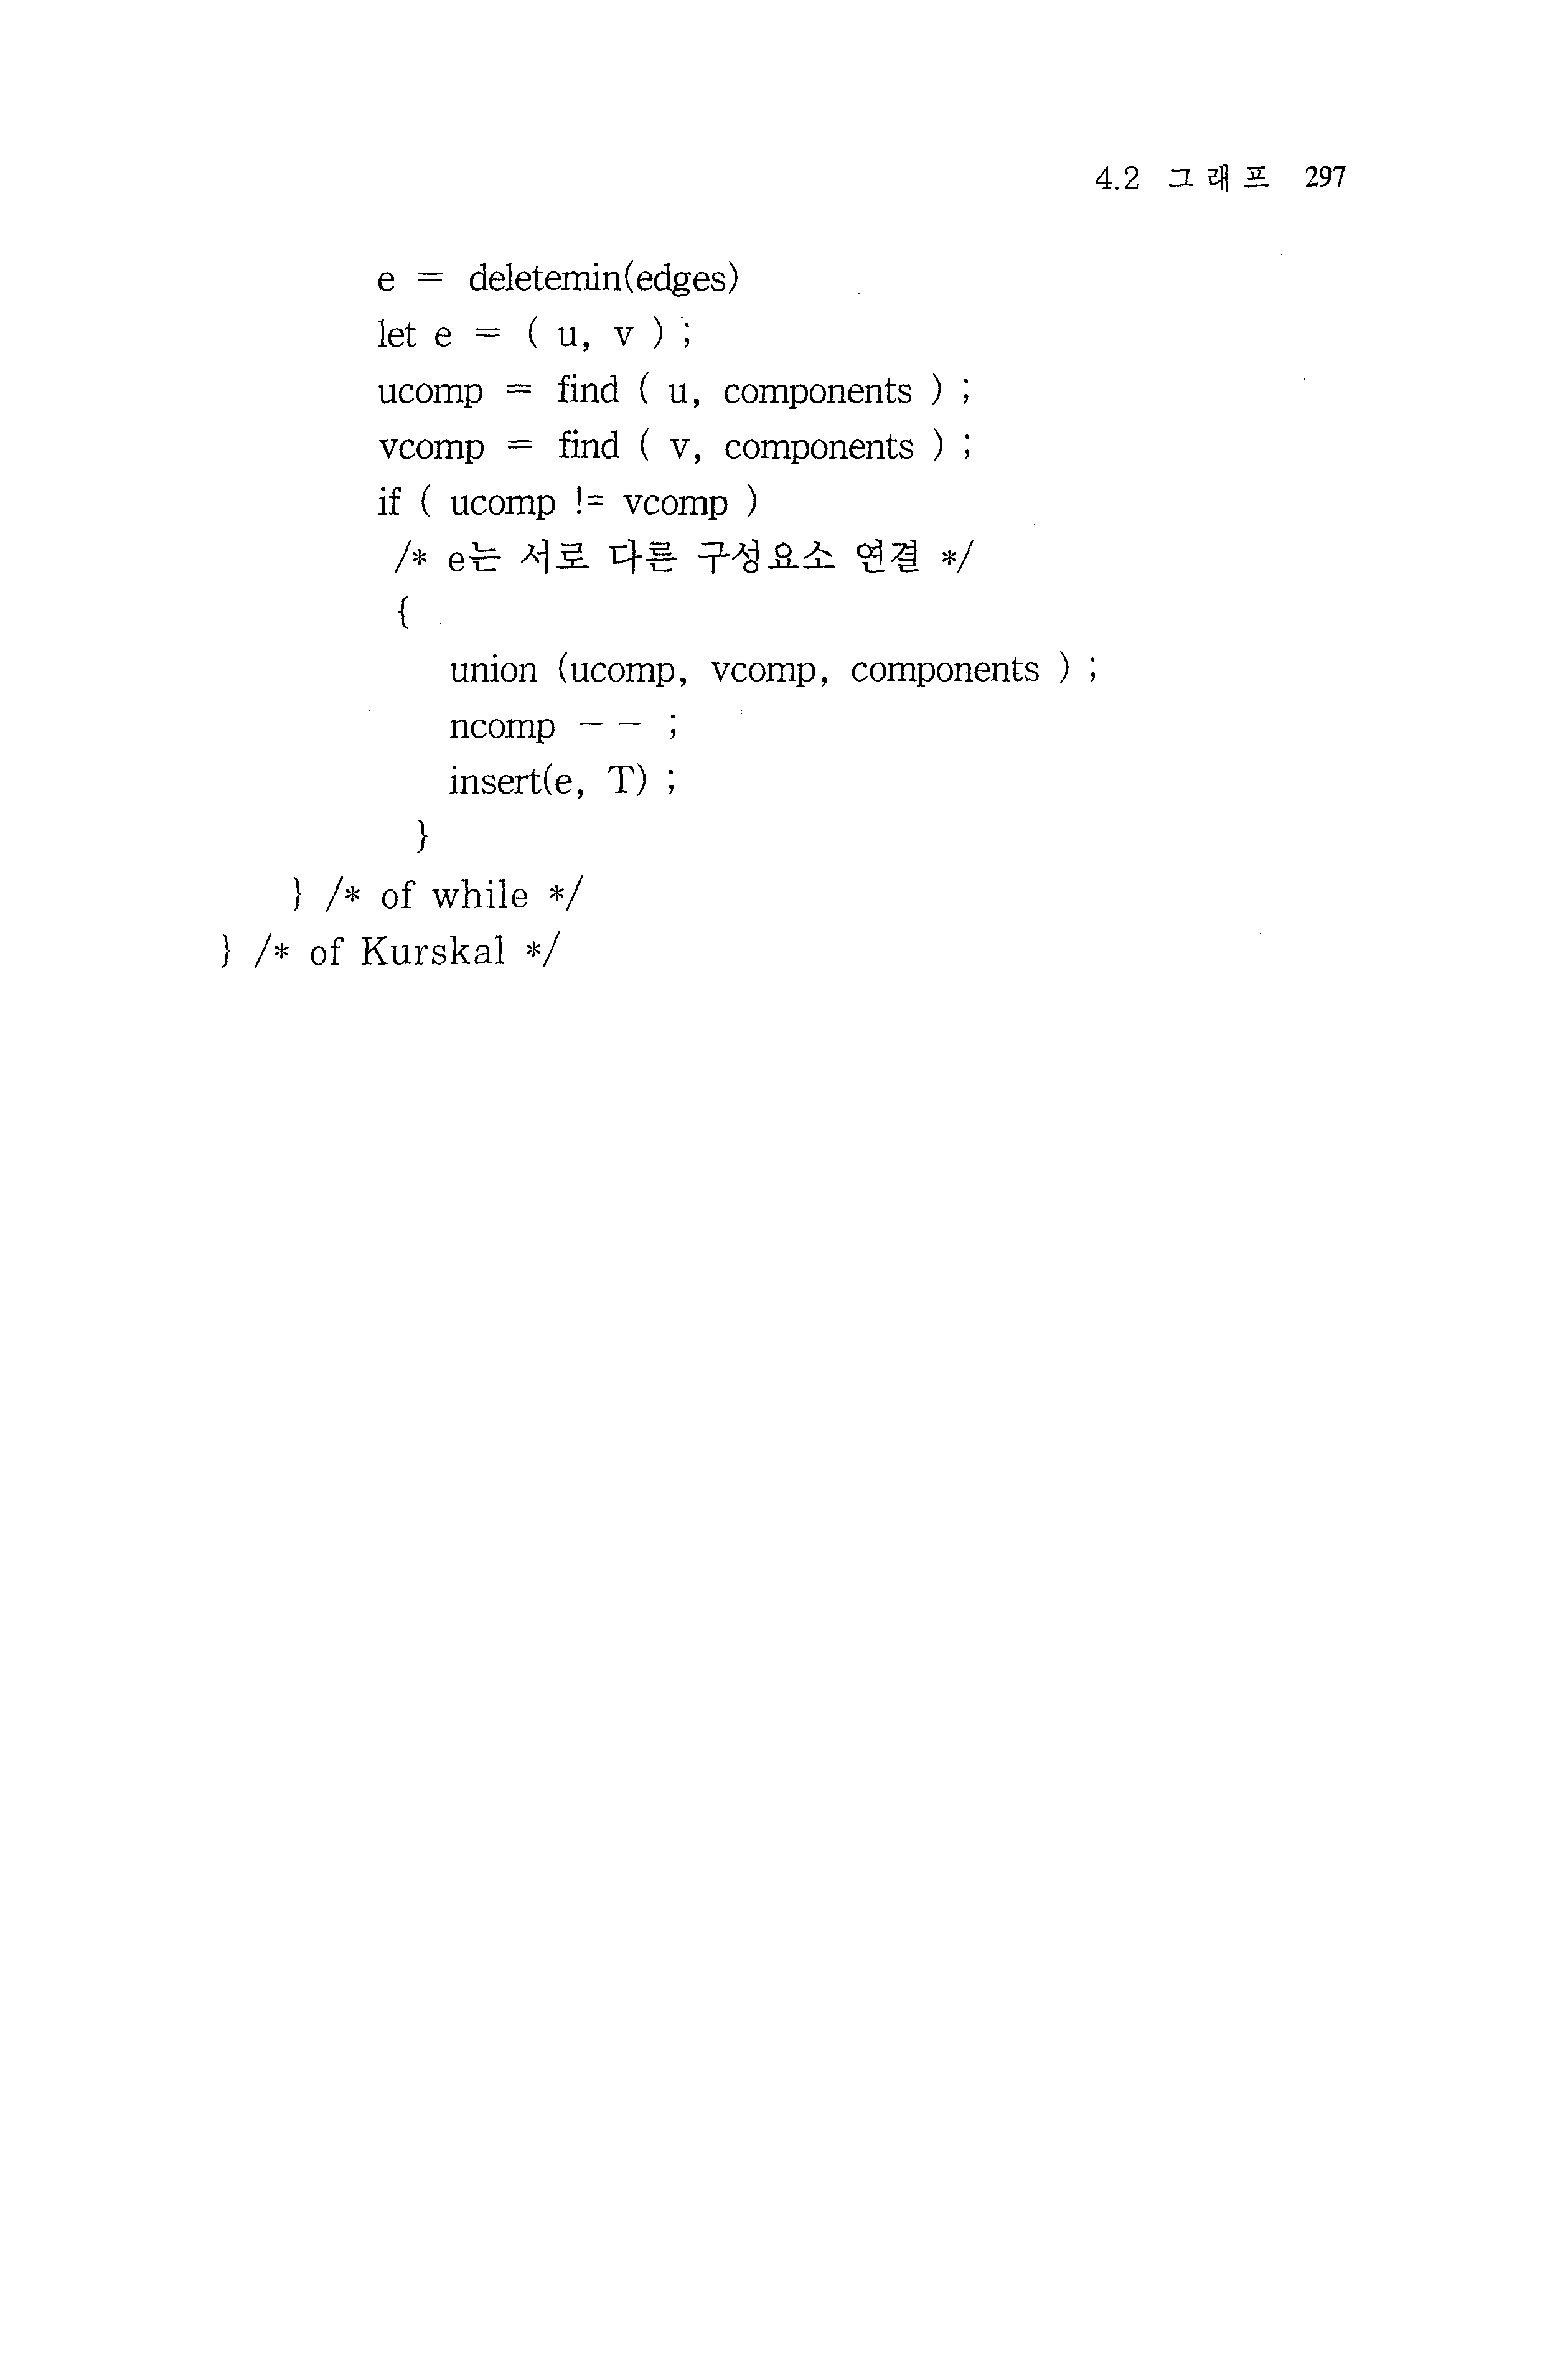 4.2 그 래 프 297
e = deletemin(edges)
let e = ( u, v ) ;
ucomp = find ( u, components ) ;
vcomp = find ( v, components ) ;
if ( ucomp != vcomp )
/* e는 서로 다른 구성요소 연결 */
{
union (ucomp, vcomp, components ) ;
ncomp - - ;
insert(e, T) ;
}
} /* of while */
} /* of Kurskal */